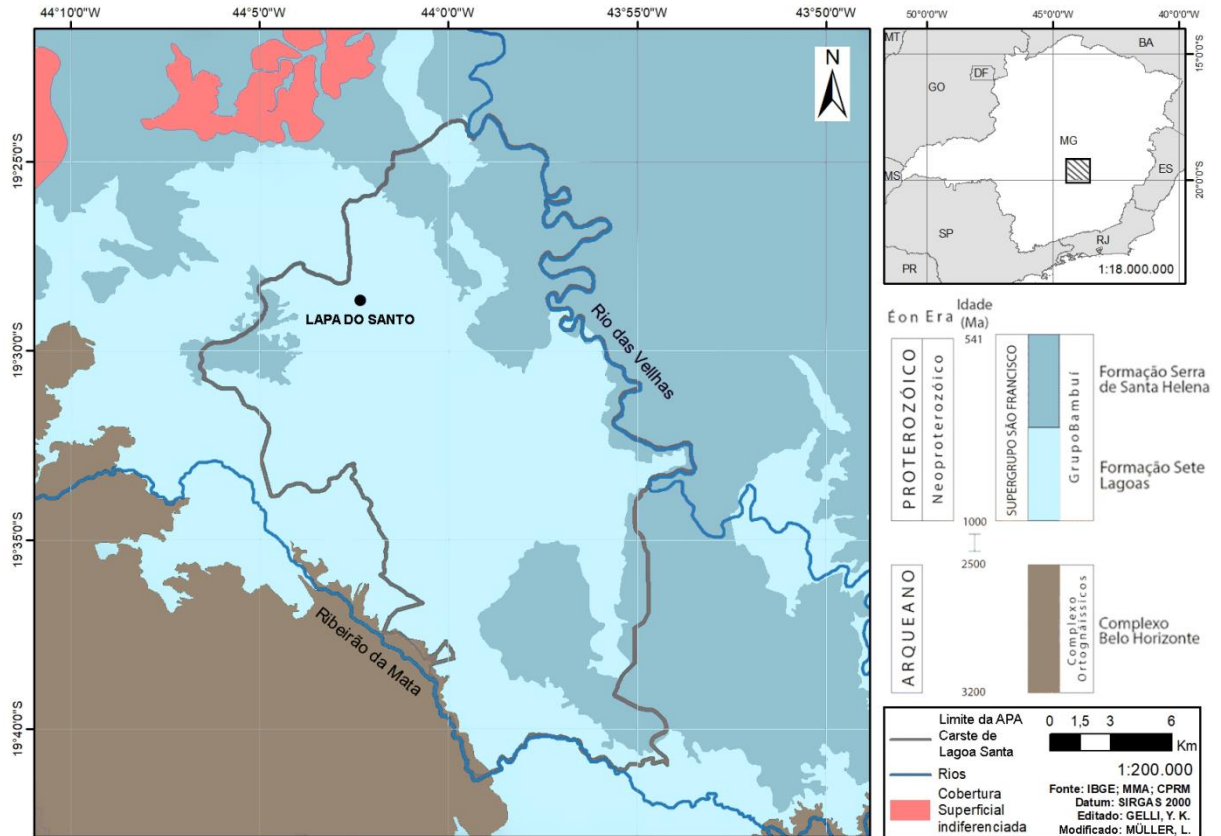 44°10'0"W
44°5'0"W
44°0'0"W
43°55'0"W
43°50'0"W
19°25'0"S
19°30'0"S
19°35'0"S
19°40'0"S
N
LAPA DO SANTO
Rio das Vellhas
Ribeirão da Mata
50°0'0"W
45°0'0"W
40°0'0"W
15°0'0"S
20°0'0"S
MT
BA
DF
GO
MG
ES
MS
SP
RJ
PR
1:18.000.000
Éon Era Idade
(Ma)
541
PROTEROZÓICO
Neoproterozóico
SUPERGRUPO SÃO FRANCISCO
Grupo Bambuí
Formação Serra
de Santa Helena
Formação Sete
Lagoas
1000
2500
ARQUEANO
Complexo
Ortognáissicos
Complexo
Belo Horizonte
3200
Limite da APA
Carste de
Lagoa Santa
Rios
Cobertura
Superficial
indiferenciada
0 1,5 3 6
Km
1:200.000
Fonte: IBGE; MMA; CPRM
Datum: SIRGAS 2000
Editado: GELLI, Y. K.
Modificado: MÜLLER, L.